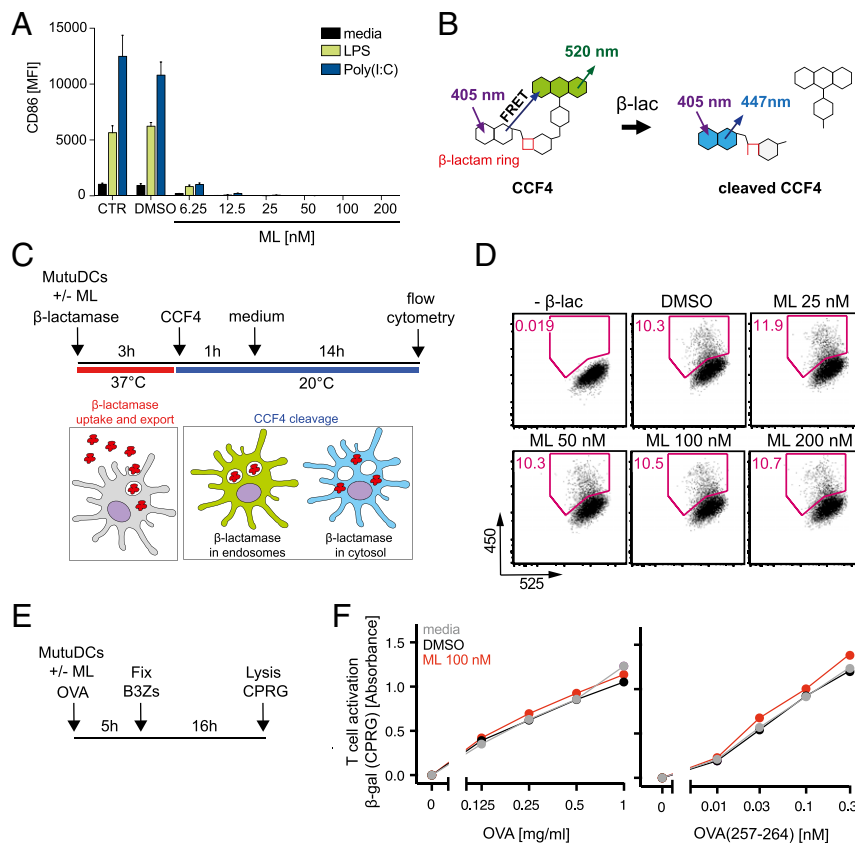 A
15000
10000
5000
0
CD86 [MFI]
media
LPS
Poly(I:C)
CTR DMSO 6.25 12.5 25 50 100 200
ML [nM]
B
520 nm
405 nm
FRET
β-lactam ring
CCF4
β-lac
405 nm
447nm
cleaved CCF4
C
MutuDCs
+/- ML
β-lactamase
CCF4
medium
flow
cytometry
3h
1h
14h
37°C
20°C
β-lactamase
uptake and export
CCF4 cleavage
β-lactamase
in endosomes
β-lactamase
in cytosol
D
- β-lac
DMSO
ML 25 nM
0.019
10.3
11.9
ML 50 nM
ML 100 nM
ML 200 nM
10.3
10.5
10.7
450
525
E
MutuDCs
+/- ML
OVA
Fix
B3Zs
Lysis
CPRG
5h
16h
F
T cell activation
β-gal (CPRG) [Absorbance]
1.5
1.0
0.5
0.0
media
DMSO
ML 100 nM
0 0.125 0.25 0.5 1
OVA [mg/ml]
0 0.01 0.03 0.1 0.3
OVA(257-264) [nM]